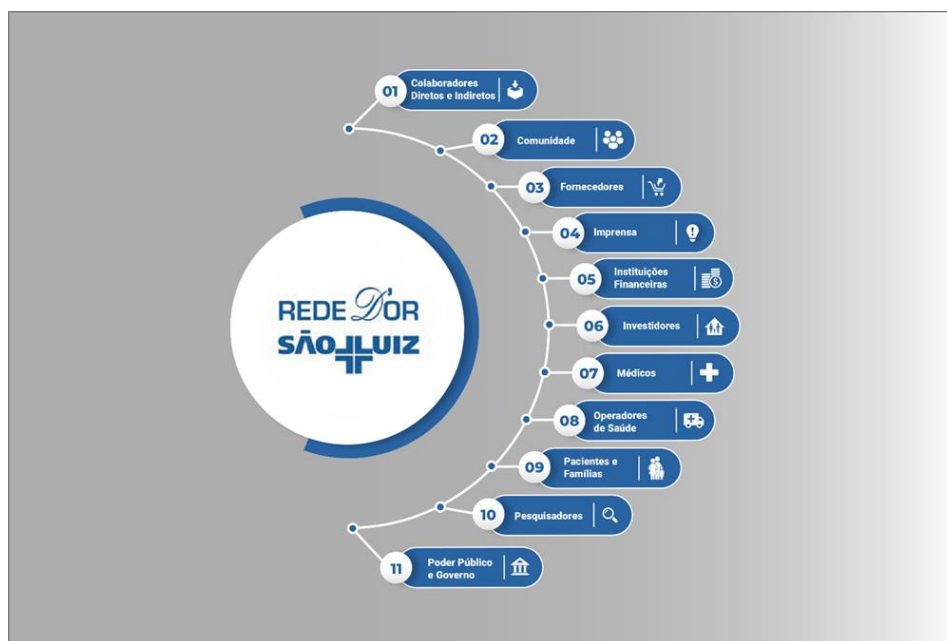 REDE D'OR
SÃO LUIZ
01
Colaboradores
Diretos e Indiretos
02
Comunidade
03
Fornecedores
04
Imprensa
05
Instituições
Financeiras
06
Investidores
07
Médicos
08
Operadores
de Saúde
09
Pacientes e
Famílias
10
Pesquisadores
11
Poder Público
e Governo